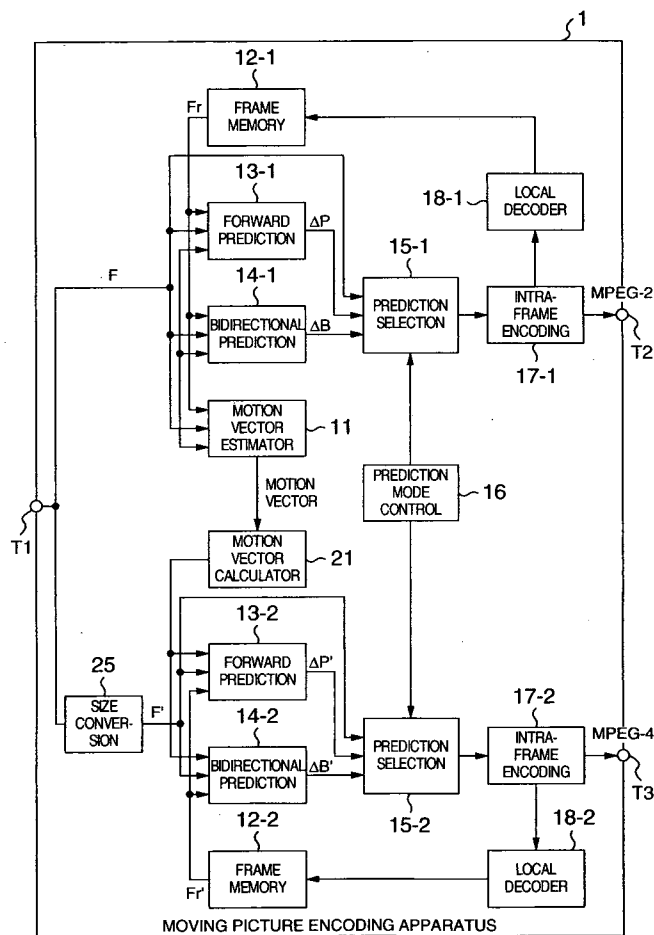 1
12-1
Fr
FRAME
MEMORY
13-1
18-1
LOCAL
DECODER
FORWARD
PREDICTION
ΔP
15-1
F
14-1
PREDICTION
SELECTION
INTRA-
FRAME
ENCODING
MPEG-2
BIDIRECTIONAL
PREDICTION
ΔB
17-1
T2
MOTION
VECTOR
ESTIMATOR
11
MOTION
VECTOR
PREDICTION
MODE
CONTROL
16
T1
MOTION
VECTOR
CALCULATOR
21
13-2
25
SIZE
CONVER-
SION
F'
FORWARD
PREDICTION
ΔP'
17-2
14-2
PREDICTION
SELECTION
INTRA-
FRAME
ENCODING
MPEG-4
BIDIRECTIONAL
PREDICTION
ΔB'
15-2
T3
12-2
18-2
Fr'
FRAME
MEMORY
LOCAL
DECODER
MOVING PICTURE ENCODING APPARATUS